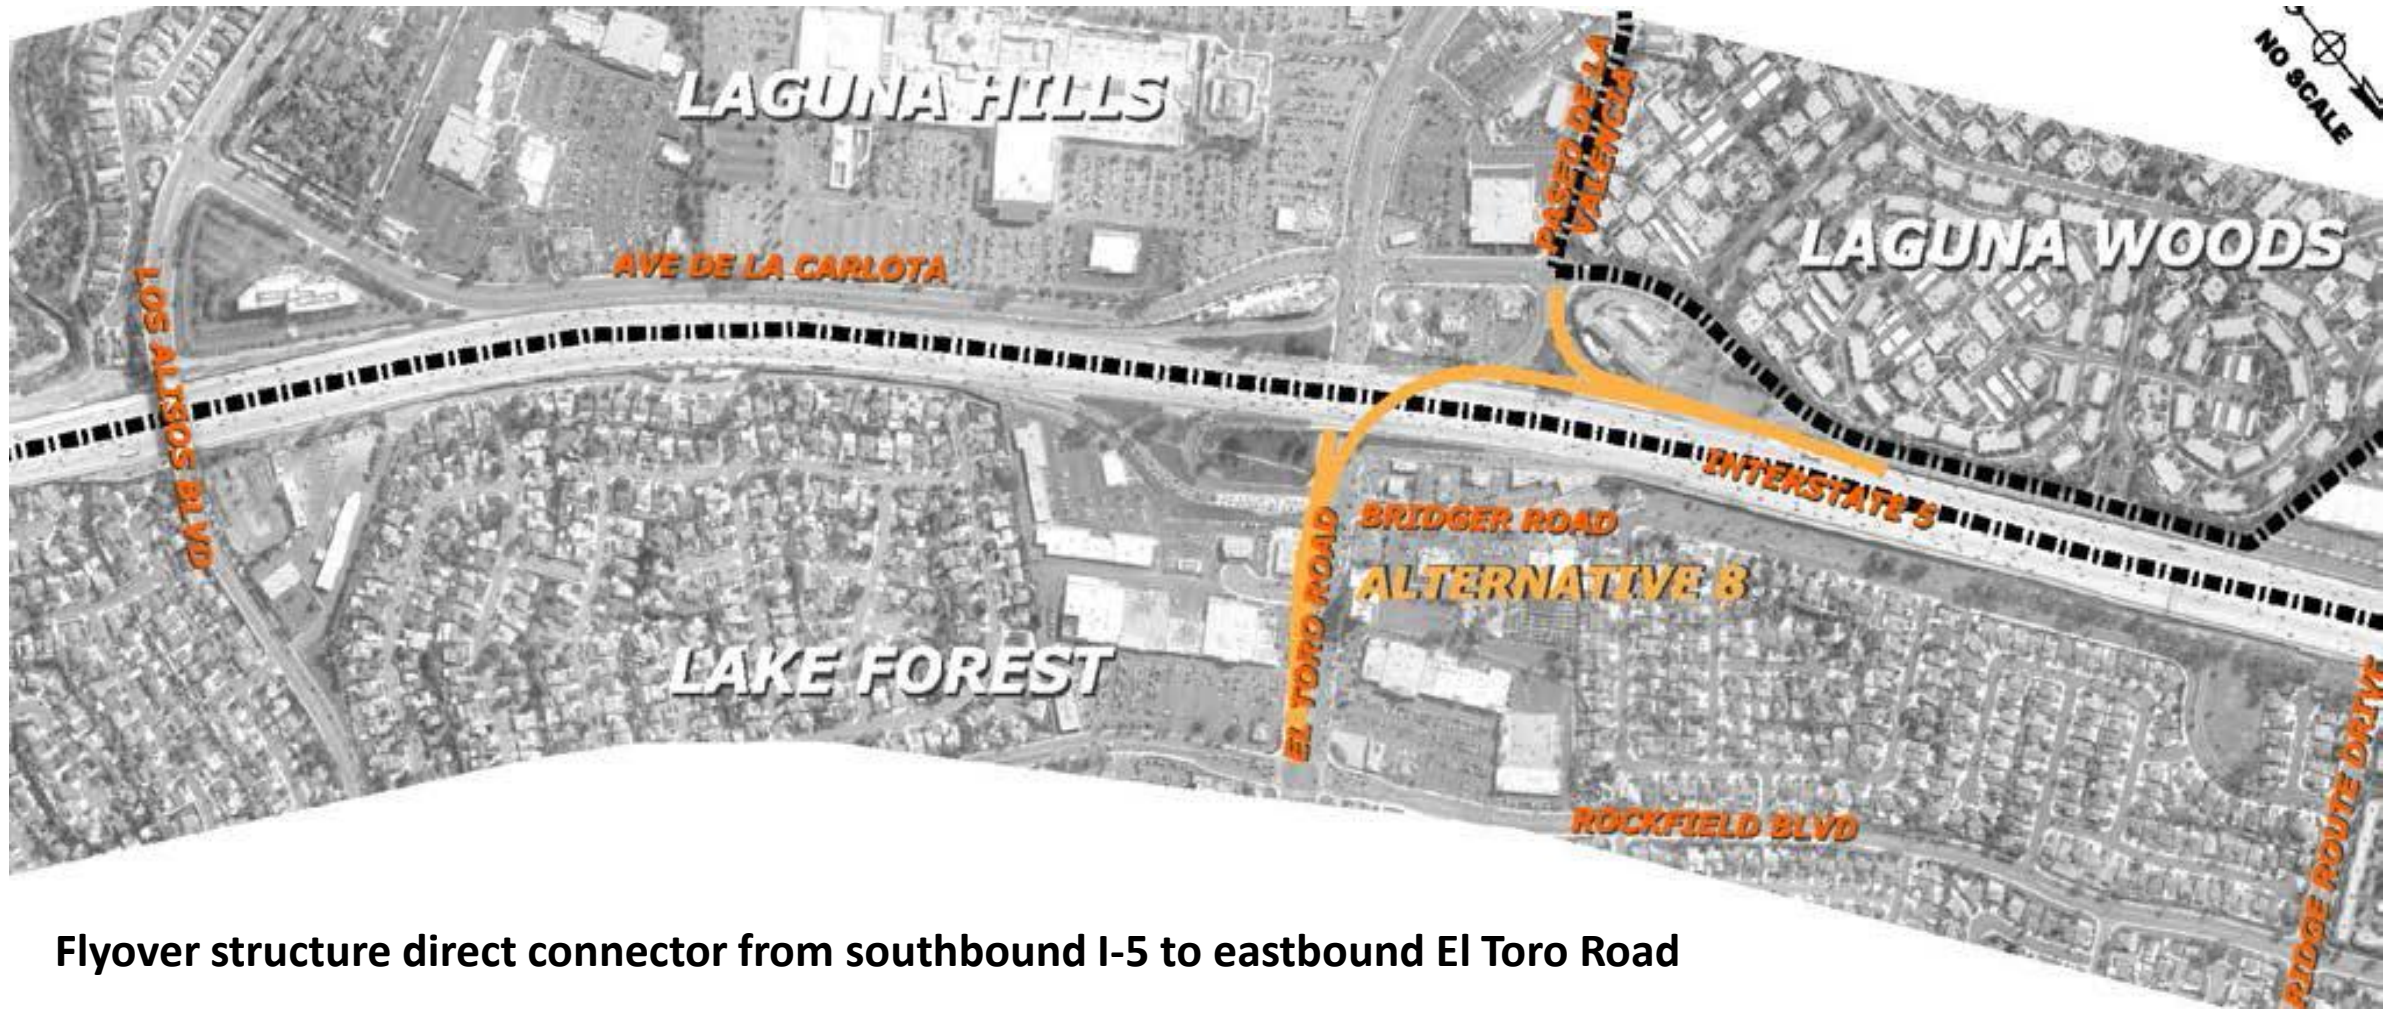 NO SCALE
LAGUNA HILLS
PASEO DE LA
VALENCIA
LAGUNA WOODS
AVE DE LA CARLOTA
LOS ALISOS BLVD
INTERSTATE 5
BRIDGER ROAD
ALTERNATIVE 8
EL TORO ROAD
LAKE FOREST
ROCKFIELD BLVD
RIDGE ROUTE DRIVE
Flyover structure direct connector from southbound I-5 to eastbound El Toro Road